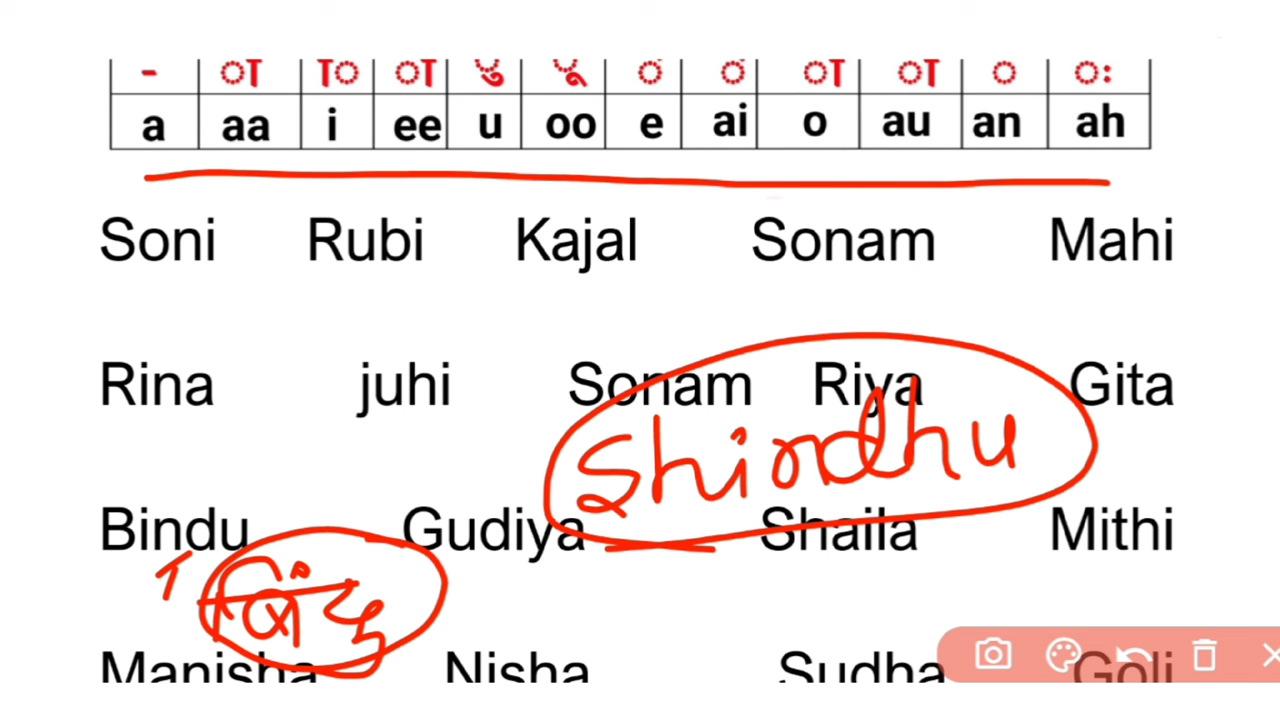 - ा ि ी ु ू े ै ो ौ ं ः
a aa i ee u oo e ai o au an ah
Soni Rubi Kajal Sonam Mahi
Rina juhi Sonam Riya Gita
Shindhu
Bindu Gudiya Shaila Mithi
बिंदु
Manisha Nisha Sudha Goli